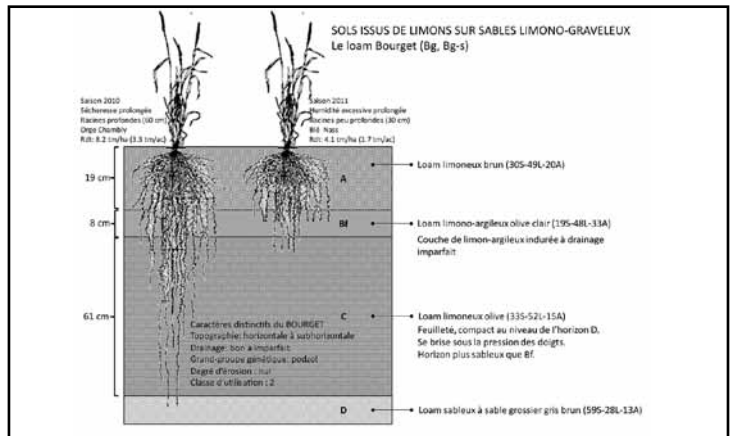 SOLS ISSUS DE LIMONS SUR SABLES LIMONO-GRAVELEUX
Le loam Bourget (Bg, Bg-s)
Saison 2010
Sécheresse prolongée
Racines profondes (60 cm)
Orge Chambly
Rdt: 8.2 tm/ha (3.3 tm/ac)
Saison 2011
Humidité excessive prolongée
Racines peu profondes (30 cm)
Blé Nass
Rdt: 4.1 tm/ha (1.7 tm/ac)
19 cm
A
Loam limoneux brun (30S-49L-20A)
8 cm
Bf
Loam limono-argileux olive clair (19S-48L-33A)
Couche de limon-argileux indurée à drainage
imparfait
61 cm
C
Loam limoneux olive (33S-52L-15A)
Feuilleté, compact au niveau de l'horizon D.
Se brise sous la pression des doigts.
Horizon plus sableux que Bf.
Caractères distinctifs du BOURGET
Topographie: horizontale à subhorizontale
Drainage: bon à imparfait
Grand-groupe génétique: podzol
Degré d'érosion : nul
Classe d'utilisation : 2
D
Loam sableux à sable grossier gris brun (59S-28L-13A)